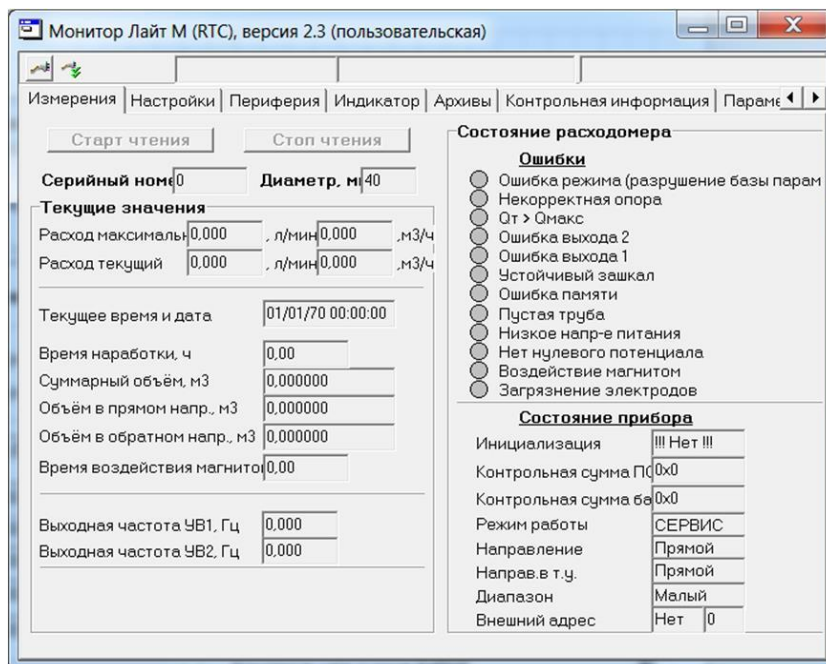 Монитор Лайт М (RTC), версия 2.3 (пользовательская)
Измерения Настройки Периферия Индикатор Архивы Контрольная информация Параме
Старт чтения Стоп чтения
Серийный номе 0 Диаметр, м 40
Текущие значения
Расход максимальн 0,000 , л/мин 0,000 ,м3/ч
Расход текущий 0,000 , л/мин 0,000 ,м3/ч
Текущее время и дата 01/01/70 00:00:00
Время наработки, ч 0,00
Суммарный объём, м3 0,000000
Объём в прямом напр., м3 0,000000
Объём в обратном напр., м3 0,000000
Время воздействия магнито 0,00
Выходная частота УВ1, Гц 0,000
Выходная частота УВ2, Гц 0,000
Состояние расходомера
Ошибки
Ошибка режима (разрушение базы парам
Некорректная опора
Qт > Qмакс
Ошибка выхода 2
Ошибка выхода 1
Устойчивый зашкал
Ошибка памяти
Пустая труба
Низкое напр-е питания
Нет нулевого потенциала
Воздействие магнитом
Загрязнение электродов
Состояние прибора
Инициализация !!! Нет !!!
Контрольная сумма ПО 0x0
Контрольная сумма ба 0x0
Режим работы СЕРВИС
Направление Прямой
Направ.в т.у. Прямой
Диапазон Малый
Внешний адрес Нет 0